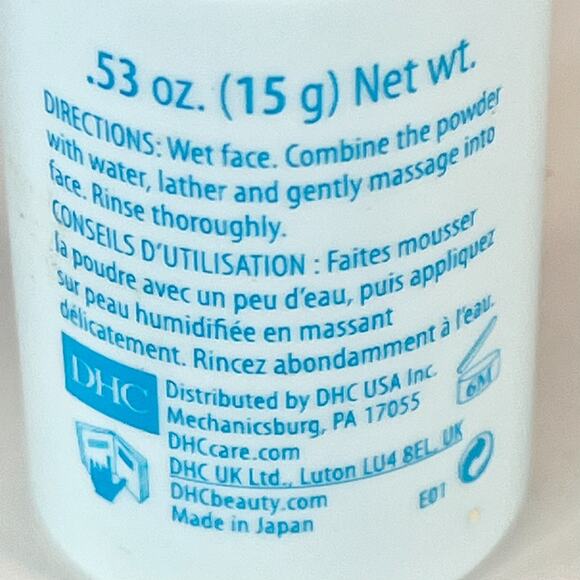 .53 oz. (15 g) Net wt.
DIRECTIONS: Wet face. Combine the powder
with water, lather and gently massage into
face. Rinse thoroughly.
CONSEILS D'UTILISATION : Faites mousser
la poudre avec un peu d'eau, puis appliquez
sur peau humidifiée en massant
délicatement. Rincez abondamment à l'eau.
DHC
Distributed by DHC USA Inc.
Mechanicsburg, PA 17055
DHCcare.com
DHC UK Ltd., Luton LU4 8EL, UK
DHCbeauty.com
Made in Japan
6M
E01